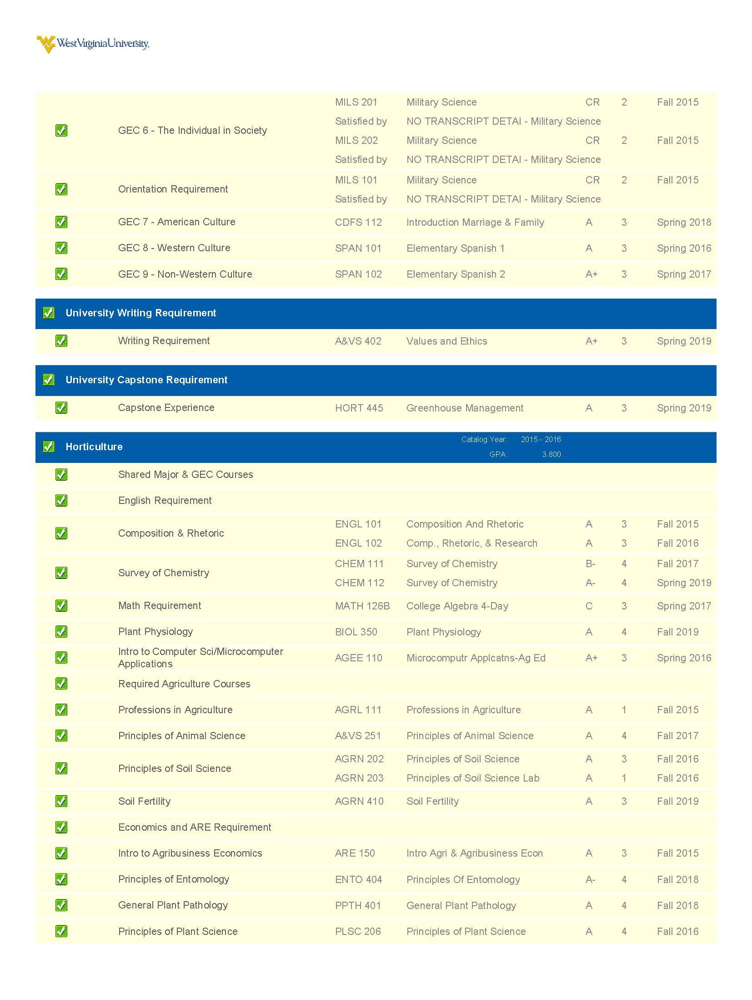 WestVirginiaUniversity.
MILS 201 Military Science CR 2 Fall 2015
Satisfied by NO TRANSCRIPT DETAI - Military Science
GEC 6 - The Individual in Society
MILS 202 Military Science CR 2 Fall 2015
Satisfied by NO TRANSCRIPT DETAI - Military Science
MILS 101 Military Science CR 2 Fall 2015
Orientation Requirement
Satisfied by NO TRANSCRIPT DETAI - Military Science
GEC 7 - American Culture CDFS 112 Introduction Marriage & Family A 3 Spring 2018
GEC 8 - Western Culture SPAN 101 Elementary Spanish 1 A 3 Spring 2016
GEC 9 - Non-Western Culture SPAN 102 Elementary Spanish 2 A+ 3 Spring 2017
University Writing Requirement
Writing Requirement A&VS 402 Values and Ethics A+ 3 Spring 2019
University Capstone Requirement
Capstone Experience HORT 445 Greenhouse Management A 3 Spring 2019
Catalog Year: 2015 - 2016
Horticulture
GPA: 3.800
Shared Major & GEC Courses
English Requirement
ENGL 101 Composition And Rhetoric A 3 Fall 2015
Composition & Rhetoric
ENGL 102 Comp., Rhetoric, & Research A 3 Fall 2016
CHEM 111 Survey of Chemistry B- 4 Fall 2017
Survey of Chemistry
CHEM 112 Survey of Chemistry A- 4 Spring 2019
Math Requirement MATH 126B College Algebra 4-Day C 3 Spring 2017
Plant Physiology BIOL 350 Plant Physiology A 4 Fall 2019
Intro to Computer Sci/Microcomputer
Applications
AGEE 110 Microcomputr Applcatns-Ag Ed A+ 3 Spring 2016
Required Agriculture Courses
Professions in Agriculture AGRL 111 Professions in Agriculture A 1 Fall 2015
Principles of Animal Science A&VS 251 Principles of Animal Science A 4 Fall 2017
AGRN 202 Principles of Soil Science A 3 Fall 2016
Principles of Soil Science
AGRN 203 Principles of Soil Science Lab A 1 Fall 2016
Soil Fertility AGRN 410 Soil Fertility A 3 Fall 2019
Economics and ARE Requirement
Intro to Agribusiness Economics ARE 150 Intro Agri & Agribusiness Econ A 3 Fall 2015
Principles of Entomology ENTO 404 Principles Of Entomology A- 4 Fall 2018
General Plant Pathology PPTH 401 General Plant Pathology A 4 Fall 2018
Principles of Plant Science PLSC 206 Principles of Plant Science A 4 Fall 2016